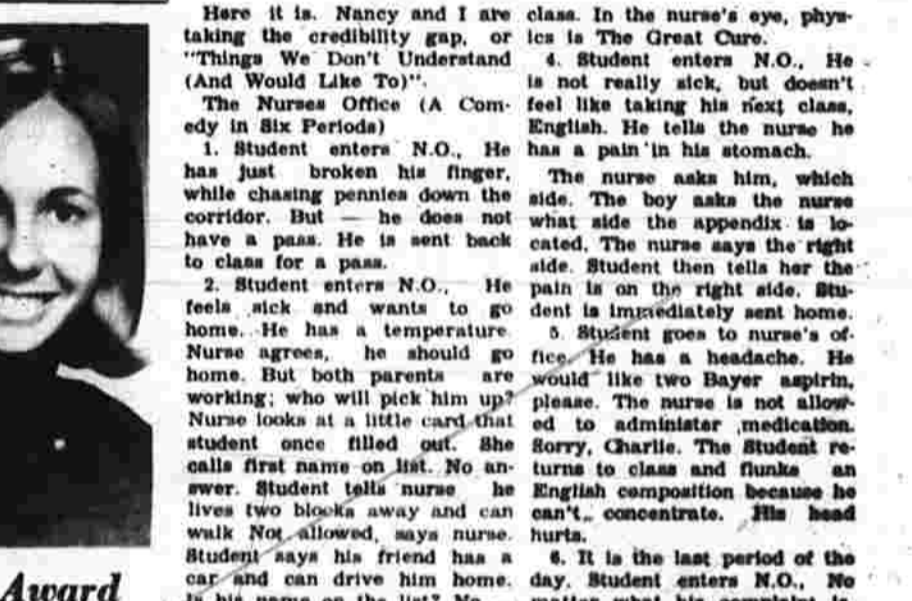 Here it is. Nancy and I are
taking the credibility gap, or
"Things We Don't Understand
(And Would Like To)".
The Nurses Office (A Com-
edy in Six Periods)
1. Student enters N.O., He
has just broken his finger,
while chasing pennies down the
corridor. But — he does not
have a pass. He is sent back
to class for a pass.
2. Student enters N.O., He
feels sick and wants to go
home. He has a temperature
Nurse agrees, he should go
home. But both parents are
working; who will pick him up?
Nurse looks at a little card that
student once filled out. She
calls first name on list. No an-
swer. Student tells nurse he
lives two blocks away and can
walk Not allowed, says nurse.
Student says his friend has a
car and can drive him home.
Is his name on the list? No
class. In the nurse's eye, phys-
ics is The Great Cure.
4. Student enters N.O., He
is not really sick, but doesn't
feel like taking his next class,
English. He tells the nurse he
has a pain in his stomach.
The nurse asks him, which
side. The boy asks the nurse
what side the appendix is lo-
cated, The nurse says the right
side. Student then tells her the
pain is on the right side. Stu-
dent is immediately sent home.
5. Student goes to nurse's of-
fice. He has a headache. He
would like two Bayer aspirin,
please. The nurse is not allow-
ed to administer medication.
Sorry, Charlie. The Student re-
turns to class and flunks an
English composition because he
can't concentrate. His head
hurts.
6. It is the last period of the
day. Student enters N.O., No
matter what his complaint is
Award